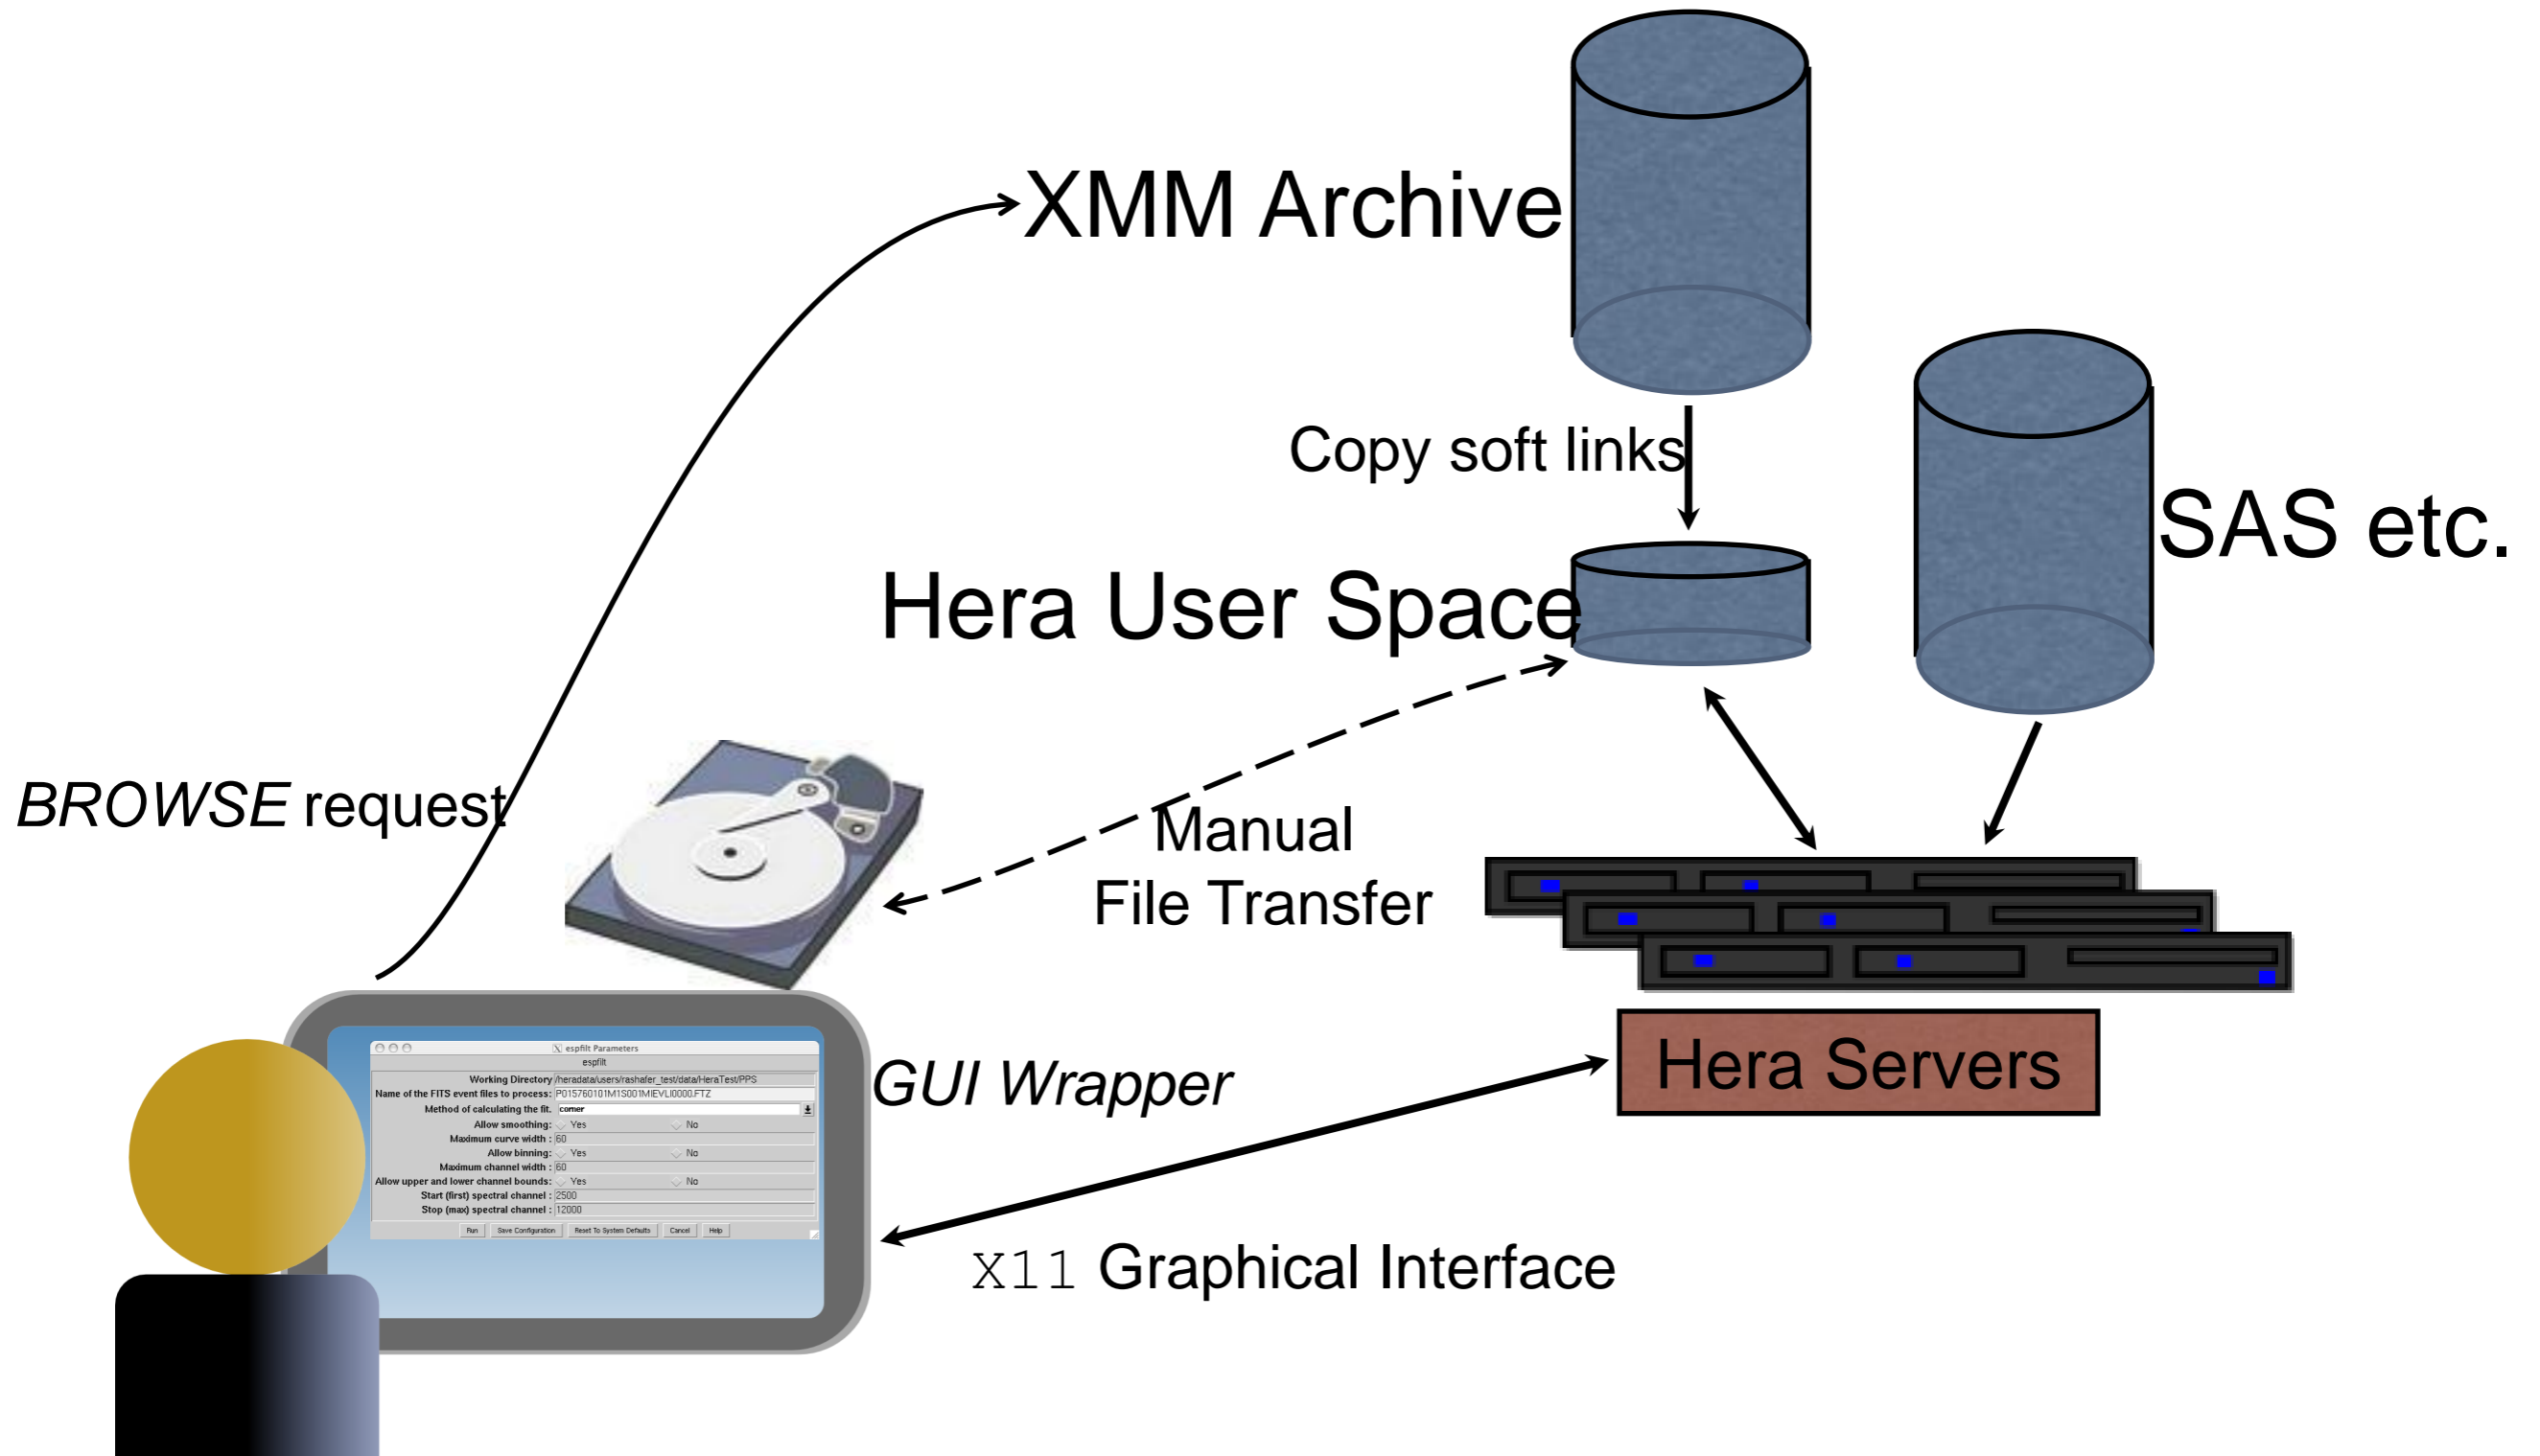 XMM Archive
Copy soft links
SAS etc.
Hera User Space
BROWSE request
Manual
File Transfer
Hera Servers
GUI Wrapper
X11 Graphical Interface
X espfilt Parameters
espfilt
Working Directory /heradata/users/rashafer_test/data/HeraTest/PPS
Name of the FITS event files to process: P015760101M1S001MIEVLI0000.FTZ
Method of calculating the fit. corner
Allow smoothing: Yes No
Maximum curve width : 60
Allow binning: Yes No
Maximum channel width : 60
Allow upper and lower channel bounds: Yes No
Start (first) spectral channel : 2500
Stop (max) spectral channel : 12000
Run Save Configuration Reset To System Defaults Cancel Help